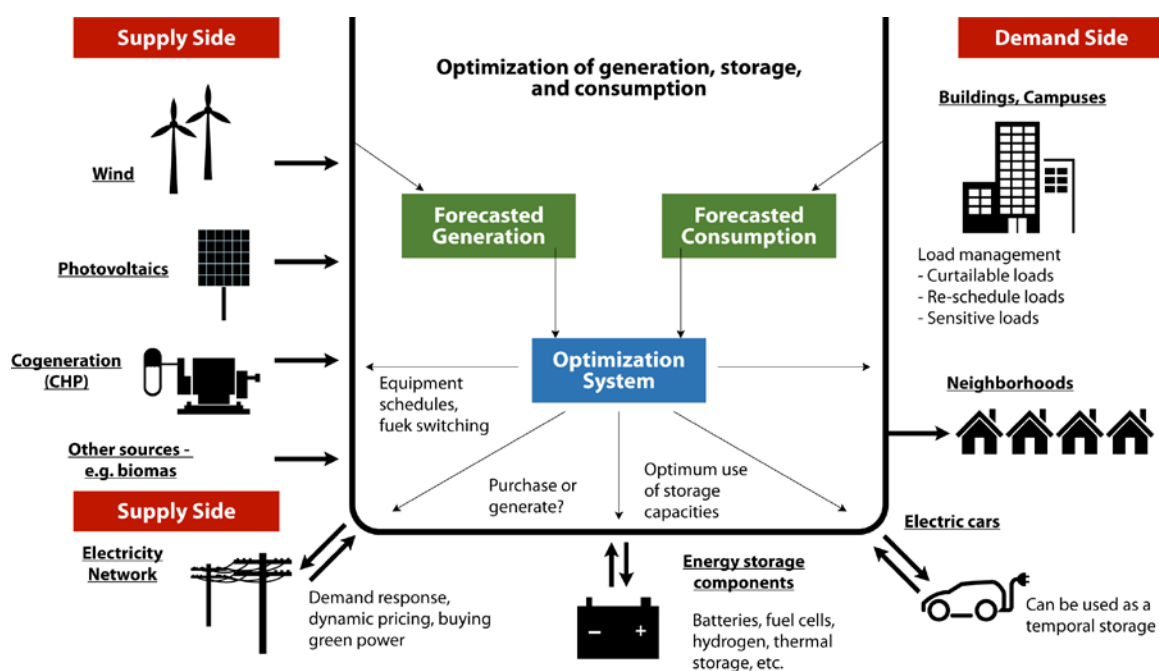 Supply Side
Optimization of generation, storage,
and consumption
Demand Side
Wind
Photovoltaics
Cogeneration
(CHP)
Other sources -
e.g. biomas
Forecasted
Generation
Forecasted
Consumption
Optimization
System
Equipment
schedules,
fuek switching
Purchase or
generate?
Optimum use
of storage
capacities
Buildings, Campuses
Load management
- Curtailable loads
- Re-schedule loads
- Sensitive loads
Neighborhoods
Supply Side
Electricity
Network
Demand response,
dynamic pricing, buying
green power
Energy storage
components
Batteries, fuel cells,
hydrogen, thermal
storage, etc.
Electric cars
Can be used as a
temporal storage